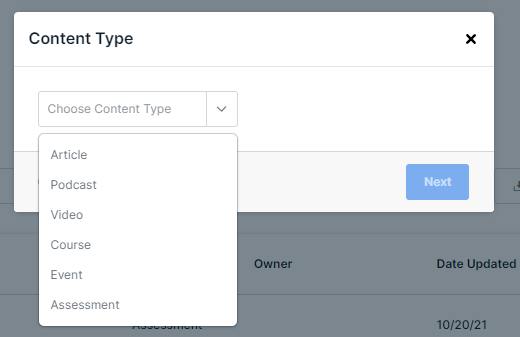 Content Type
Choose Content Type
Article
Podcast
Video
Course
Event
Assessment
Next
Owner
Date Updated
Assessment
10/20/21